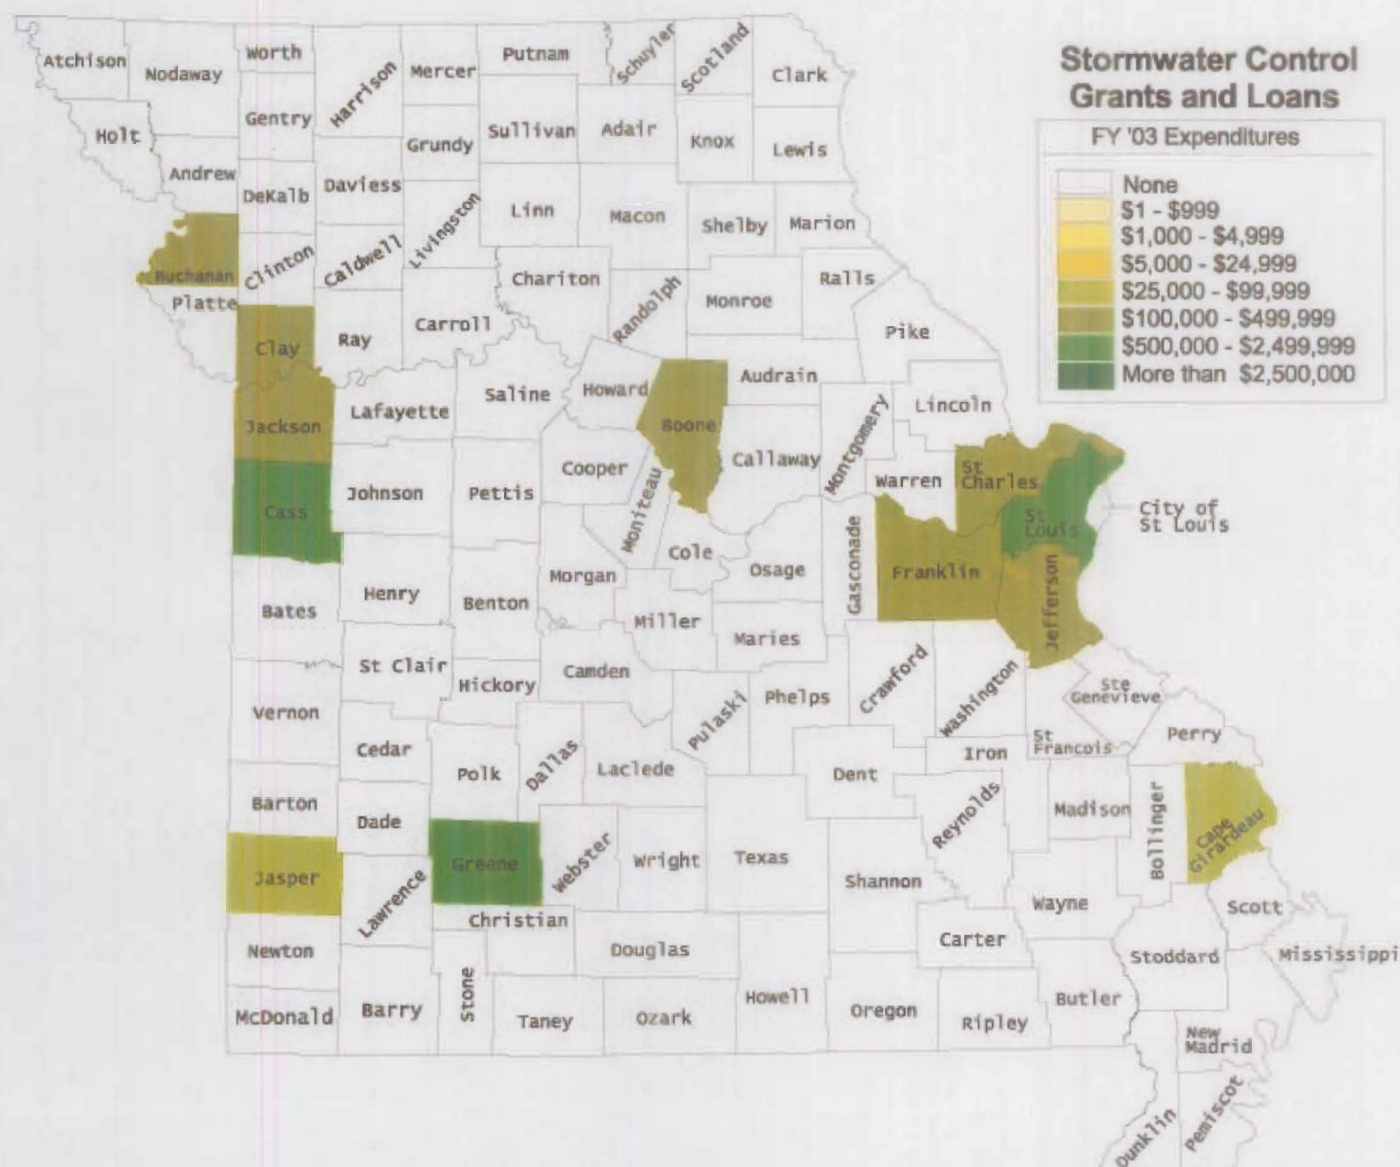 Stormwater Control
Grants and Loans
FY '03 Expenditures
None
$1 - $999
$1,000 - $4,999
$5,000 - $24,999
$25,000 - $99,999
$100,000 - $499,999
$500,000 - $2,499,999
More than $2,500,000
Atchison
Nodaway
Worth
Harrison
Mercer
Putnam
Schuyler
Scotland
Clark
Holt
Gentry
Grundy
Sullivan
Adair
Knox
Lewis
Andrew
DeKalb
Daviess
Livingston
Linn
Macon
Shelby
Marion
Buchanan
Clinton
Caldwell
Chariton
Randolph
Monroe
Ralls
Platte
Clay
Ray
Carroll
Pike
Jackson
Lafayette
Saline
Howard
Boone
Audrain
Callaway
Montgomery
Lincoln
Cass
Johnson
Pettis
Cooper
Moniteau
Warren
St
Charles
St
Louis
City of
St Louis
Bates
Henry
Benton
Morgan
Cole
Osage
Gasconade
Franklin
Jefferson
Miller
Maries
St Clair
Hickory
Camden
Pulaski
Phelps
Crawford
Washington
Ste
Genevieve
St
Francois
Perry
Vernon
Cedar
Polk
Dallas
Laclede
Dent
Iron
Reynolds
Madison
Bollinger
Cape
Girardeau
Barton
Dade
Greene
Webster
Wright
Texas
Shannon
Wayne
Scott
Jasper
Lawrence
Christian
Douglas
Carter
Stoddard
Mississippi
Newton
McDonald
Barry
Stone
Taney
Ozark
Howell
Oregon
Ripley
Butler
New
Madrid
Dunklin
Pemiscot